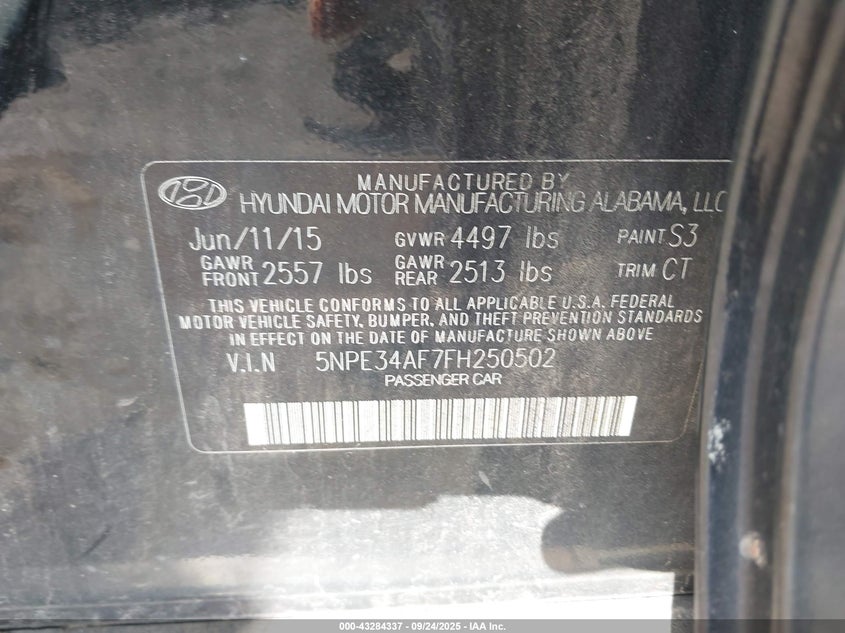 MANUFACTURED BY
HYUNDAI MOTOR MANUFACTURING ALABAMA, LLC
Jun/11/15 GVWR 4497 lbs PAINT S3
GAWR FRONT 2557 lbs GAWR REAR 2513 lbs TRIM CT
THIS VEHICLE CONFORMS TO ALL APPLICABLE U.S.A. FEDERAL
MOTOR VEHICLE SAFETY, BUMPER, AND THEFT PREVENTION STANDARDS
IN EFFECT ON THE DATE OF MANUFACTURE SHOWN ABOVE.
V.I.N 5NPE34AF7FH250502
PASSENGER CAR
000-43284337 - 09/24/2025 - IAA Inc.